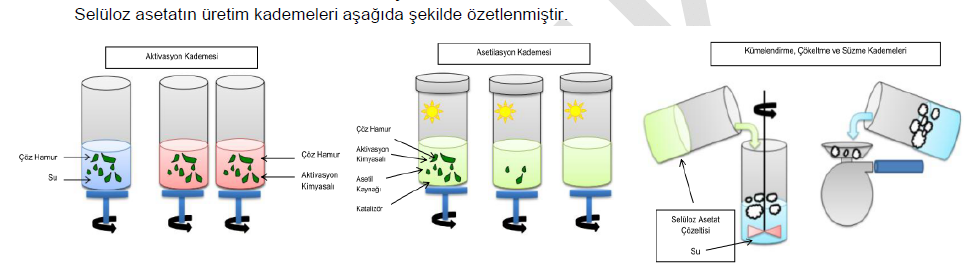 Selüloz asetatın üretim kademeleri aşağıda şekilde özetlenmiştir.
Aktivasyon Kademesi
Çöz Hamur
Su
Çöz Hamur
Aktivasyon
Kimyasalı
Asetilasyon Kademesi
Çöz Hamur
Aktivasyon
Kimyasalı
Asetil
Kaynağı
Katalizör
Kümelendirme, Çökeltme ve Süzme Kademeleri
Selüloz Asetat
Çözeltisi
Su